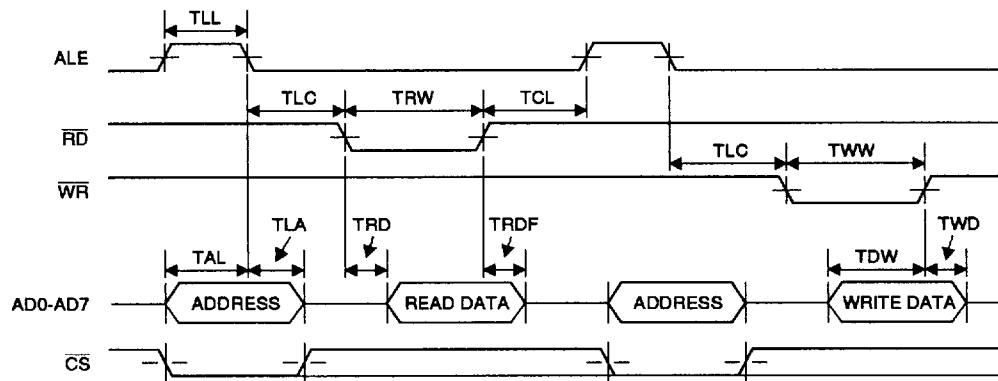 TLL
ALE
TLC TRW TCL
RD
TLC TWW
WR
TLA TRD TRDF TWD
TAL TDW
AD0-AD7 ADDRESS READ DATA ADDRESS WRITE DATA
CS